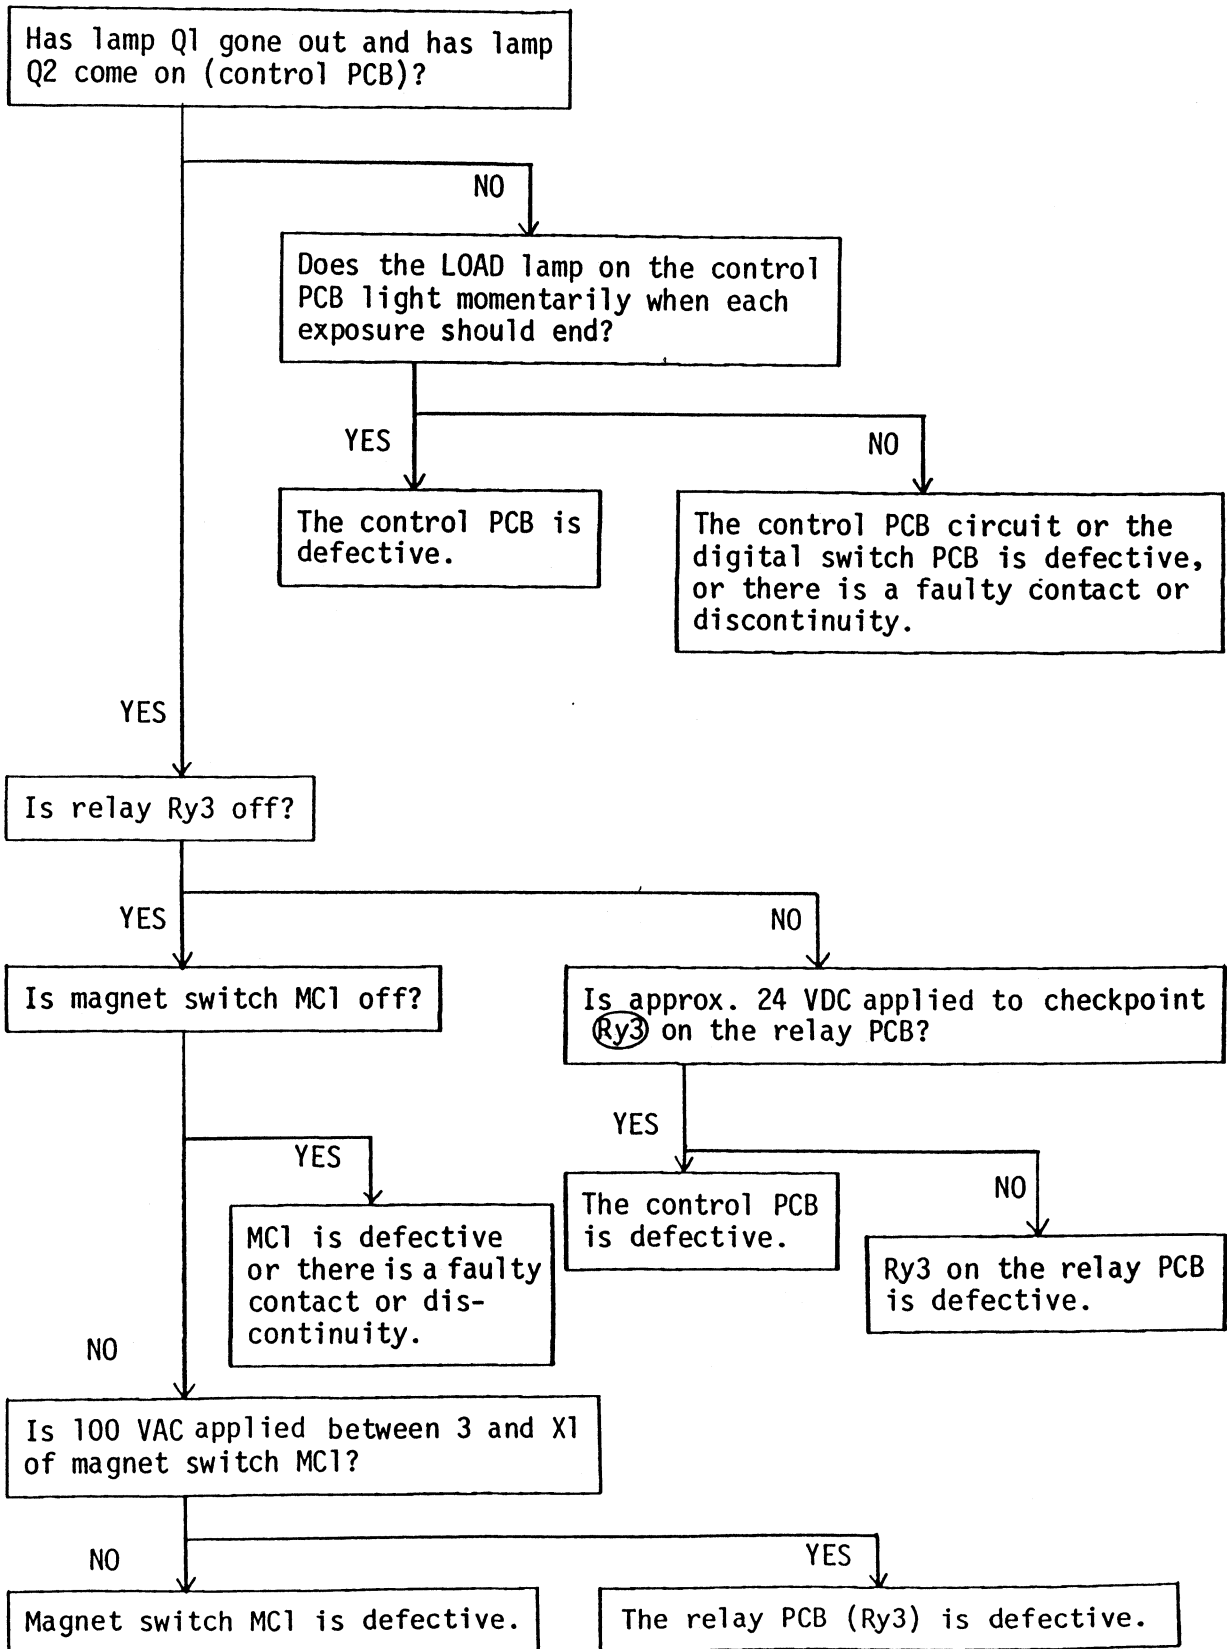 Has lamp Q1 gone out and has lamp
Q2 come on (control PCB)?
NO
Does the LOAD lamp on the control
PCB light momentarily when each
exposure should end?
YES
NO
The control PCB is
defective.
The control PCB circuit or the
digital switch PCB is defective,
or there is a faulty contact or
discontinuity.
YES
Is relay Ry3 off?
YES
NO
Is magnet switch MC1 off?
Is approx. 24 VDC applied to checkpoint
Ry3 on the relay PCB?
YES
YES
The control PCB
is defective.
NO
MC1 is defective
or there is a faulty
contact or dis-
continuity.
Ry3 on the relay PCB
is defective.
NO
Is 100 VAC applied between 3 and X1
of magnet switch MC1?
NO
YES
Magnet switch MC1 is defective.
The relay PCB (Ry3) is defective.